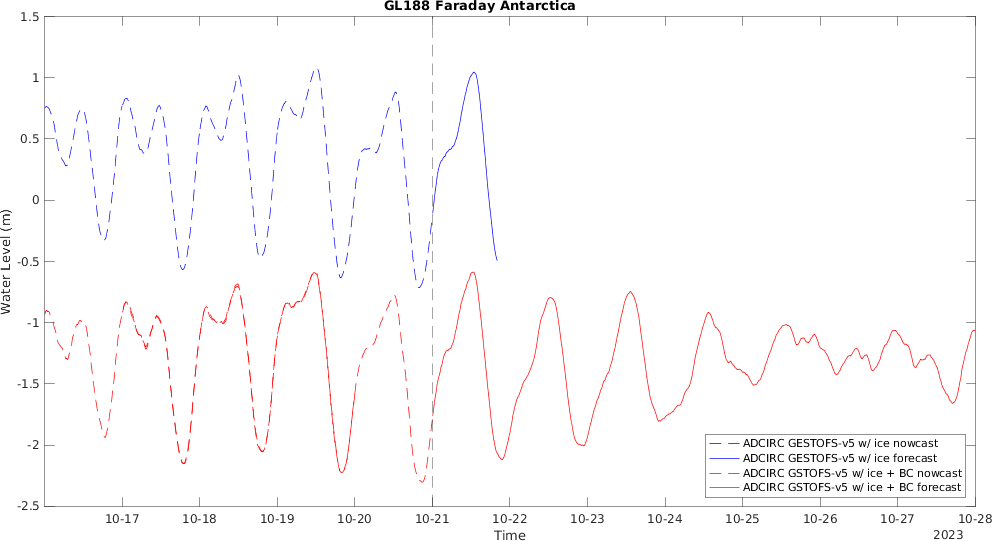 GL188 Faraday Antarctica
1.5
1
0.5
0
-0.5
-1
-1.5
-2
-2.5
Water Level (m)
10-17 10-18 10-19 10-20 10-21 10-22 10-23 10-24 10-25 10-26 10-27 10-28
Time
2023
ADCIRC GESTOFS-v5 w/ ice nowcast
ADCIRC GESTOFS-v5 w/ ice forecast
ADCIRC GSTOFS-v5 w/ ice + BC nowcast
ADCIRC GSTOFS-v5 w/ ice + BC forecast